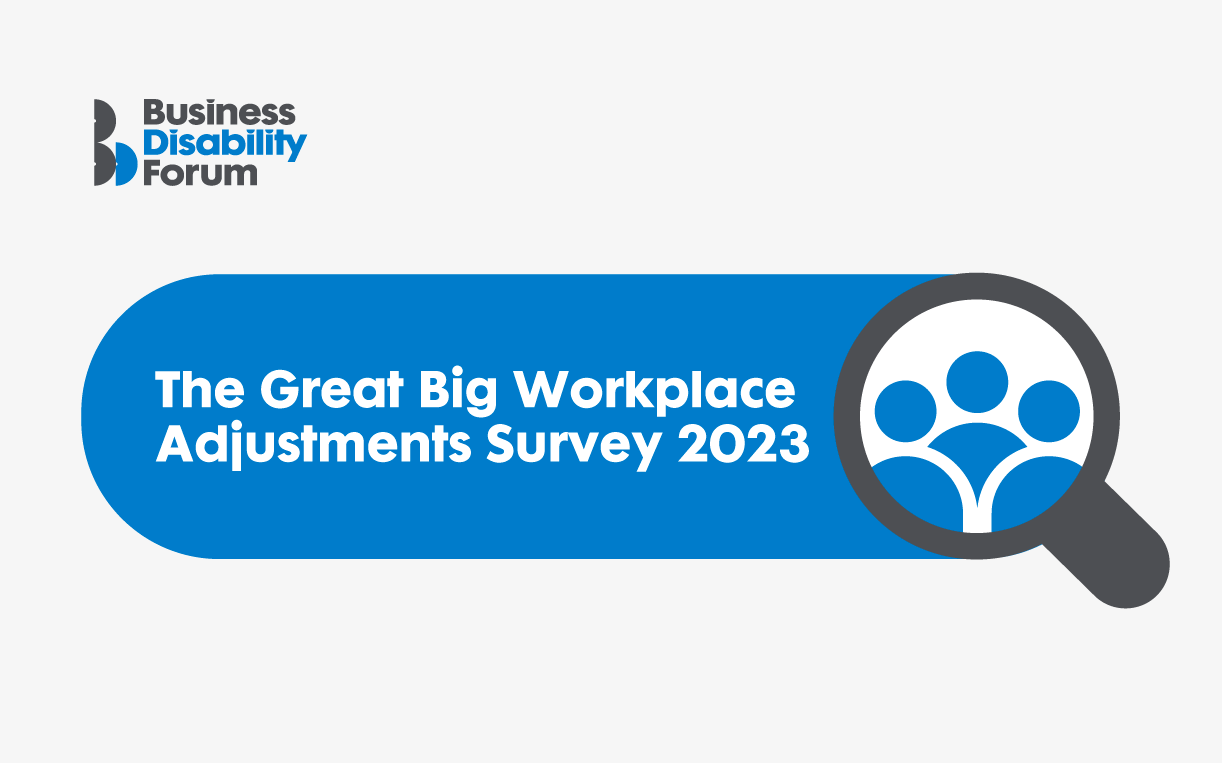 Business
Disability
Forum
The Great Big Workplace
Adjustments Survey 2023